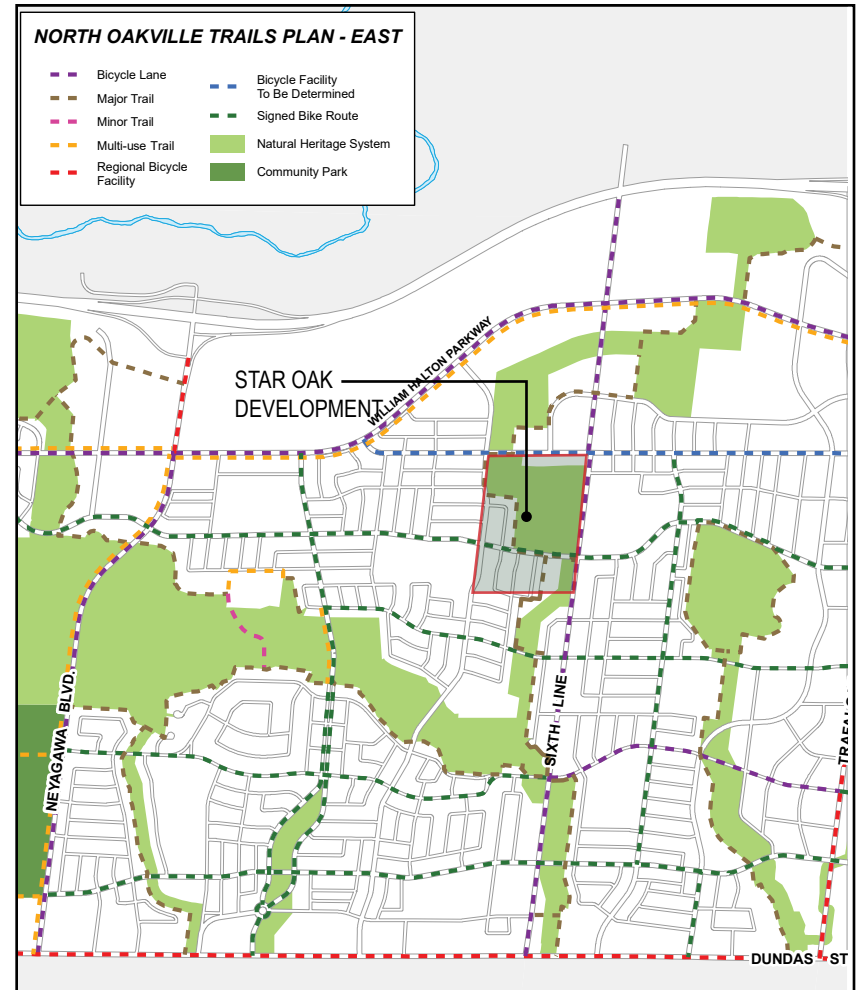 NORTH OAKVILLE TRAILS PLAN - EAST
Bicycle Lane
Major Trail
Minor Trail
Multi-use Trail
Regional Bicycle
Facility
Bicycle Facility
To Be Determined
Signed Bike Route
Natural Heritage System
Community Park
WILLIAM HALTON PARKWAY
STAR OAK
DEVELOPMENT
NEYAGAWA BLVD.
SIXTH LINE
DUNDAS ST